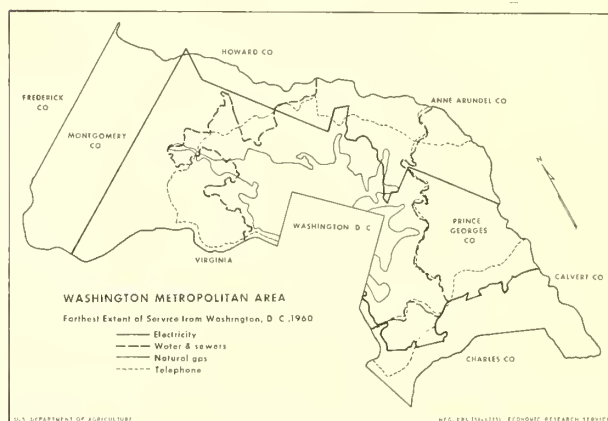 HOWARD CO
FREDERICK
CO
ANNE ARUNDEL CO
MONTGOMERY
CO
N
WASHINGTON D C
PRINCE
GEORGES
CO
VIRGINIA
CALVERT CO
WASHINGTON METROPOLITAN AREA
Farthest Extent of Service from Washington, D C ,1960
Electricity
Water & sewers
Natural gas
Telephone
CHARLES CO
U.S. DEPARTMENT OF AGRICULTURE
NEG. ERS ECONOMIC RESEARCH SERVICE